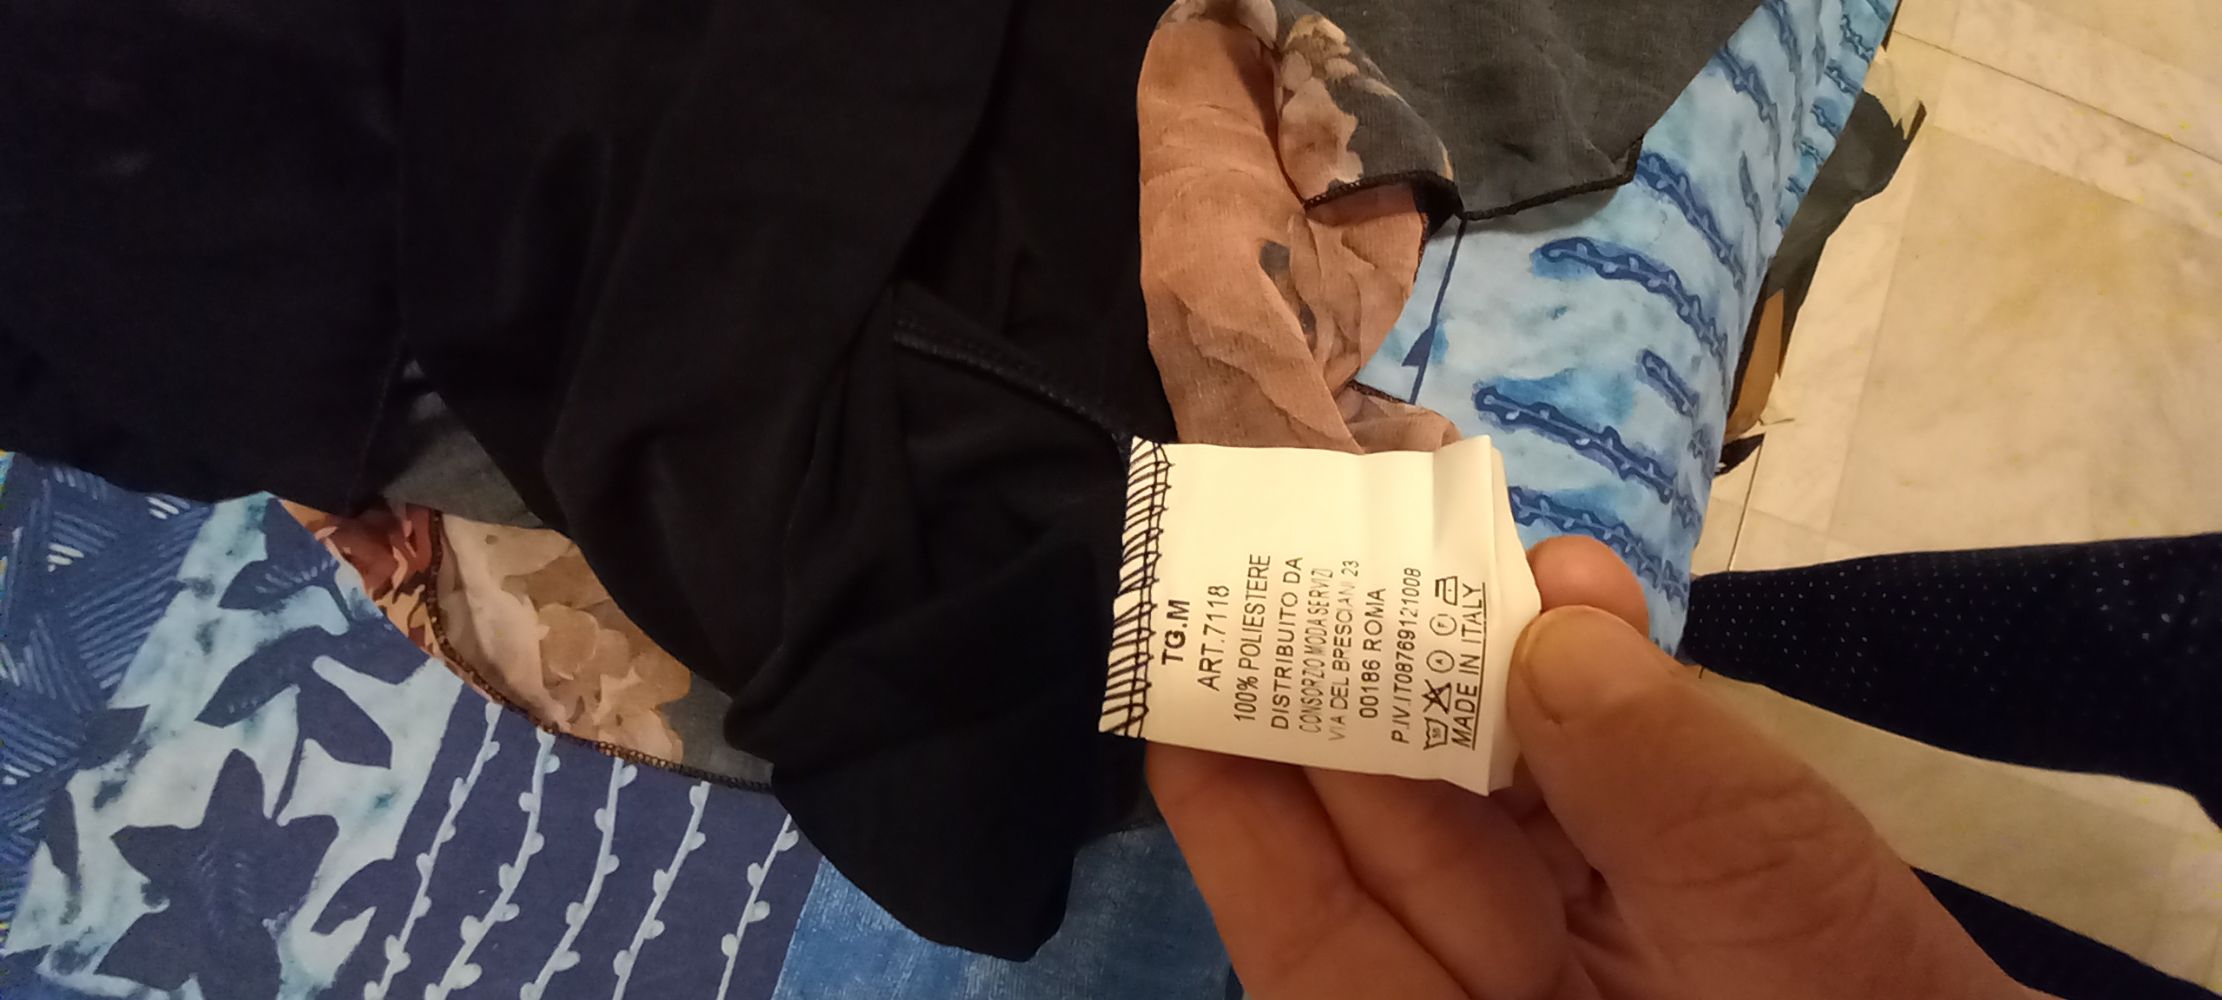 TG.M
ART.7118
100% POLIESTERE
DISTRIBUITO DA
CONSORZIO MODA SERVIZI
VIA DEL BRESCIANI 23
00186 ROMA
P.IV.IT08769121008
MADE IN ITALY